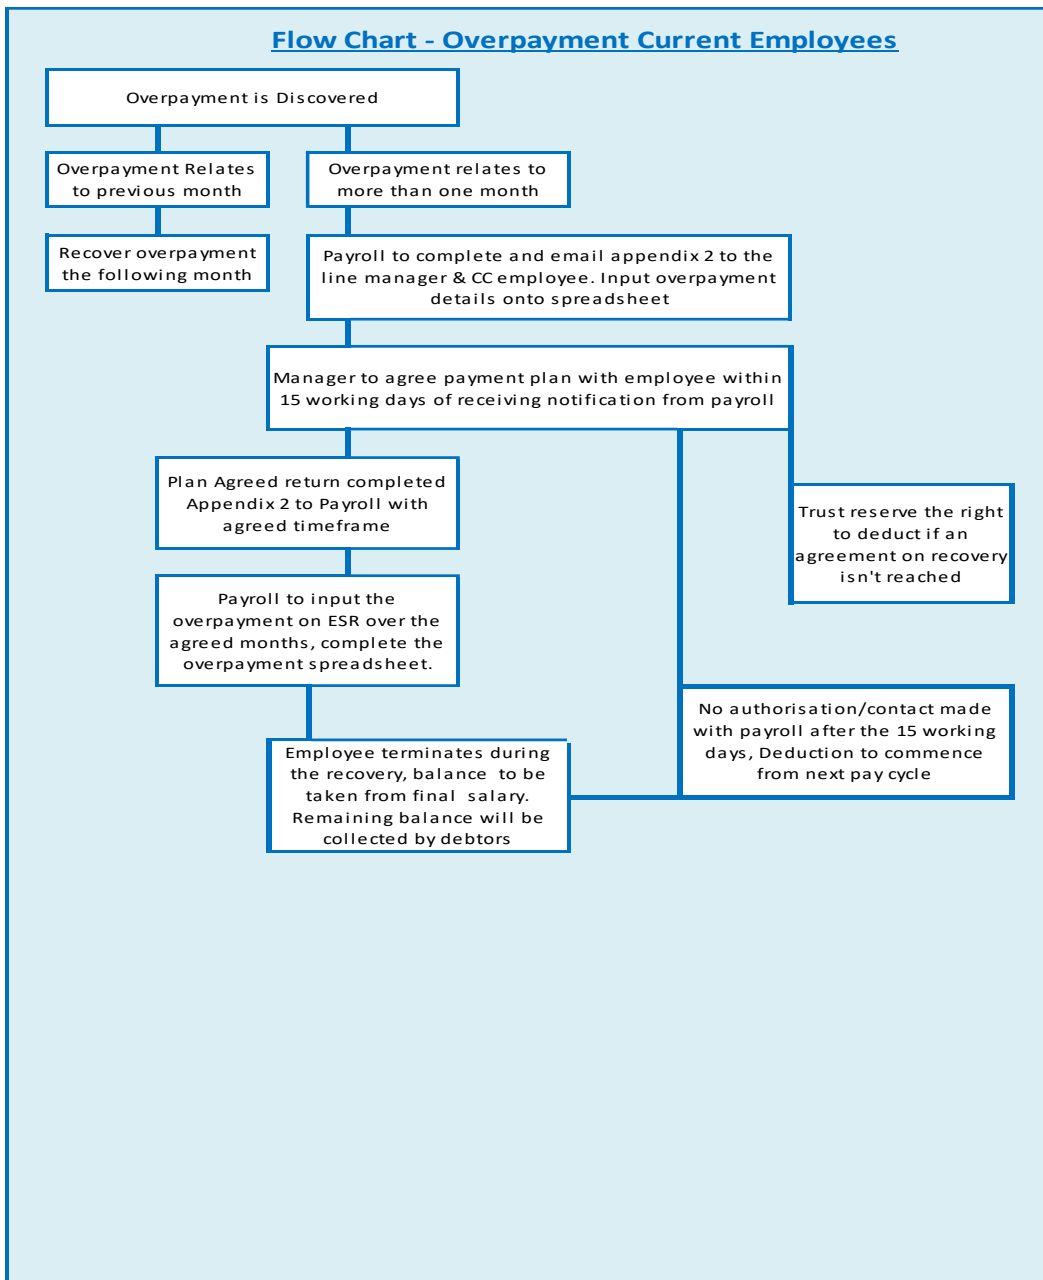 Flow Chart - Overpayment Current Employees
Overpayment is Discovered
Overpayment Relates
to previous month
Overpayment relates to
more than one month
Recover overpayment
the following month
Payroll to complete and email appendix 2 to the
line manager & CC employee. Input overpayment
details onto spreadsheet
Manager to agree payment plan with employee within
15 working days of receiving notification from payroll
Plan Agreed return completed
Appendix 2 to Payroll with
agreed timeframe
Trust reserve the right
to deduct if an
agreement on recovery
isn't reached
Payroll to input the
overpayment on ESR over the
agreed months, complete the
overpayment spreadsheet.
No authorisation/contact made
with payroll after the 15 working
days, Deduction to commence
from next pay cycle
Employee terminates during
the recovery, balance to be
taken from final salary.
Remaining balance will be
collected by debtors